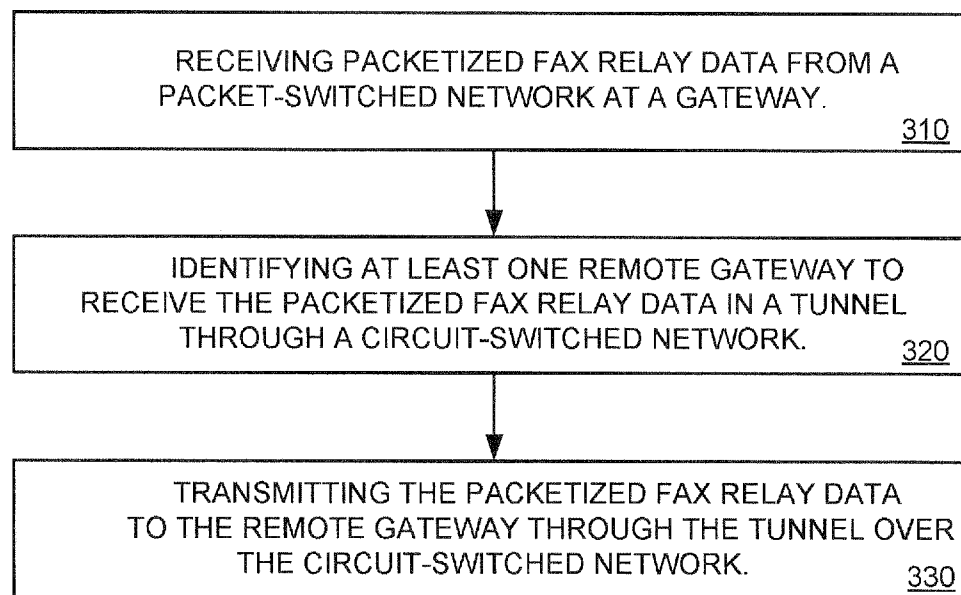 RECEIVING PACKETIZED FAX RELAY DATA FROM A
PACKET-SWITCHED NETWORK AT A GATEWAY.
310
IDENTIFYING AT LEAST ONE REMOTE GATEWAY TO
RECEIVE THE PACKETIZED FAX RELAY DATA IN A TUNNEL
THROUGH A CIRCUIT-SWITCHED NETWORK.
320
TRANSMITTING THE PACKETIZED FAX RELAY DATA
TO THE REMOTE GATEWAY THROUGH THE TUNNEL OVER
THE CIRCUIT-SWITCHED NETWORK.
330